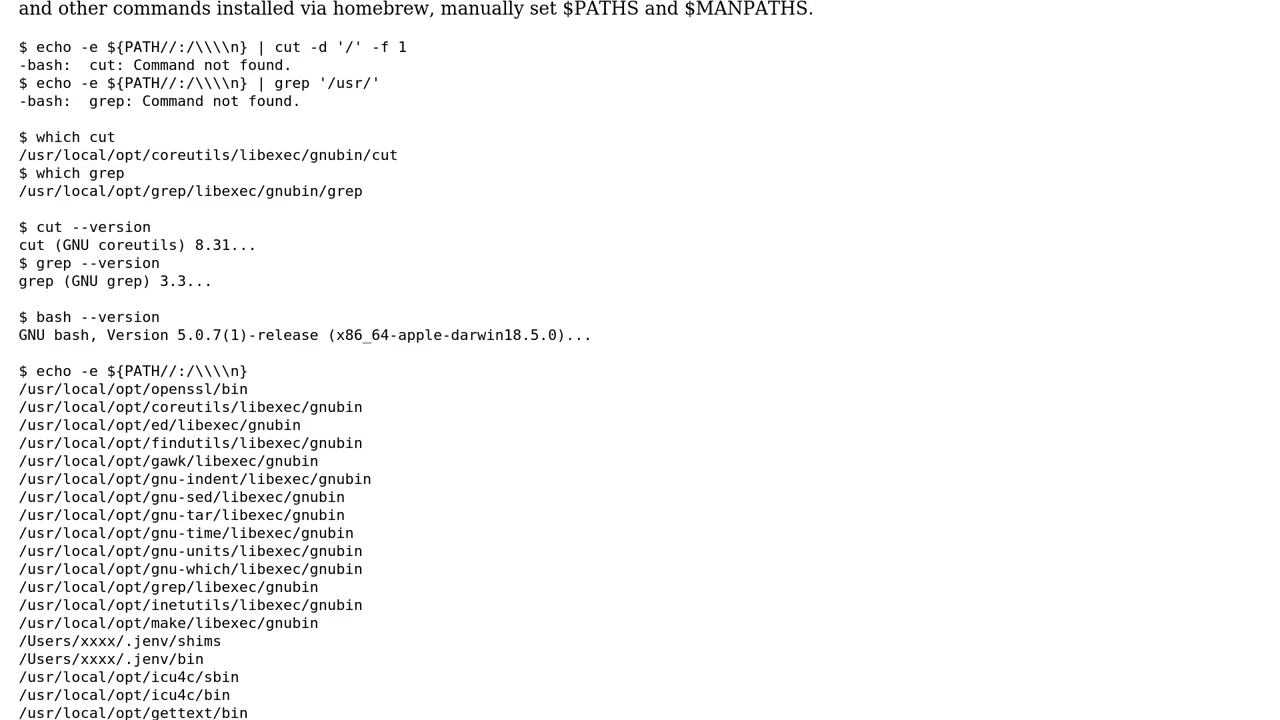 and other commands installed via homebrew, manually set $PATHS and $MANPATHS.
$ echo -e ${PATH//:/\\\\n} | cut -d '/' -f 1
-bash:  cut: Command not found.
$ echo -e ${PATH//:/\\\\n} | grep '/usr/'
-bash:  grep: Command not found.
$ which cut
/usr/local/opt/coreutils/libexec/gnubin/cut
$ which grep
/usr/local/opt/grep/libexec/gnubin/grep
$ cut --version
cut (GNU coreutils) 8.31...
$ grep --version
grep (GNU grep) 3.3...
$ bash --version
GNU bash, Version 5.0.7(1)-release (x86_64-apple-darwin18.5.0)...
$ echo -e ${PATH//:/\\\\n}
/usr/local/opt/openssl/bin
/usr/local/opt/coreutils/libexec/gnubin
/usr/local/opt/ed/libexec/gnubin
/usr/local/opt/findutils/libexec/gnubin
/usr/local/opt/gawk/libexec/gnubin
/usr/local/opt/gnu-indent/libexec/gnubin
/usr/local/opt/gnu-sed/libexec/gnubin
/usr/local/opt/gnu-tar/libexec/gnubin
/usr/local/opt/gnu-time/libexec/gnubin
/usr/local/opt/gnu-units/libexec/gnubin
/usr/local/opt/gnu-which/libexec/gnubin
/usr/local/opt/grep/libexec/gnubin
/usr/local/opt/inetutils/libexec/gnubin
/usr/local/opt/make/libexec/gnubin
/Users/xxxx/.jenv/shims
/Users/xxxx/.jenv/bin
/usr/local/opt/icu4c/sbin
/usr/local/opt/icu4c/bin
/usr/local/opt/gettext/bin